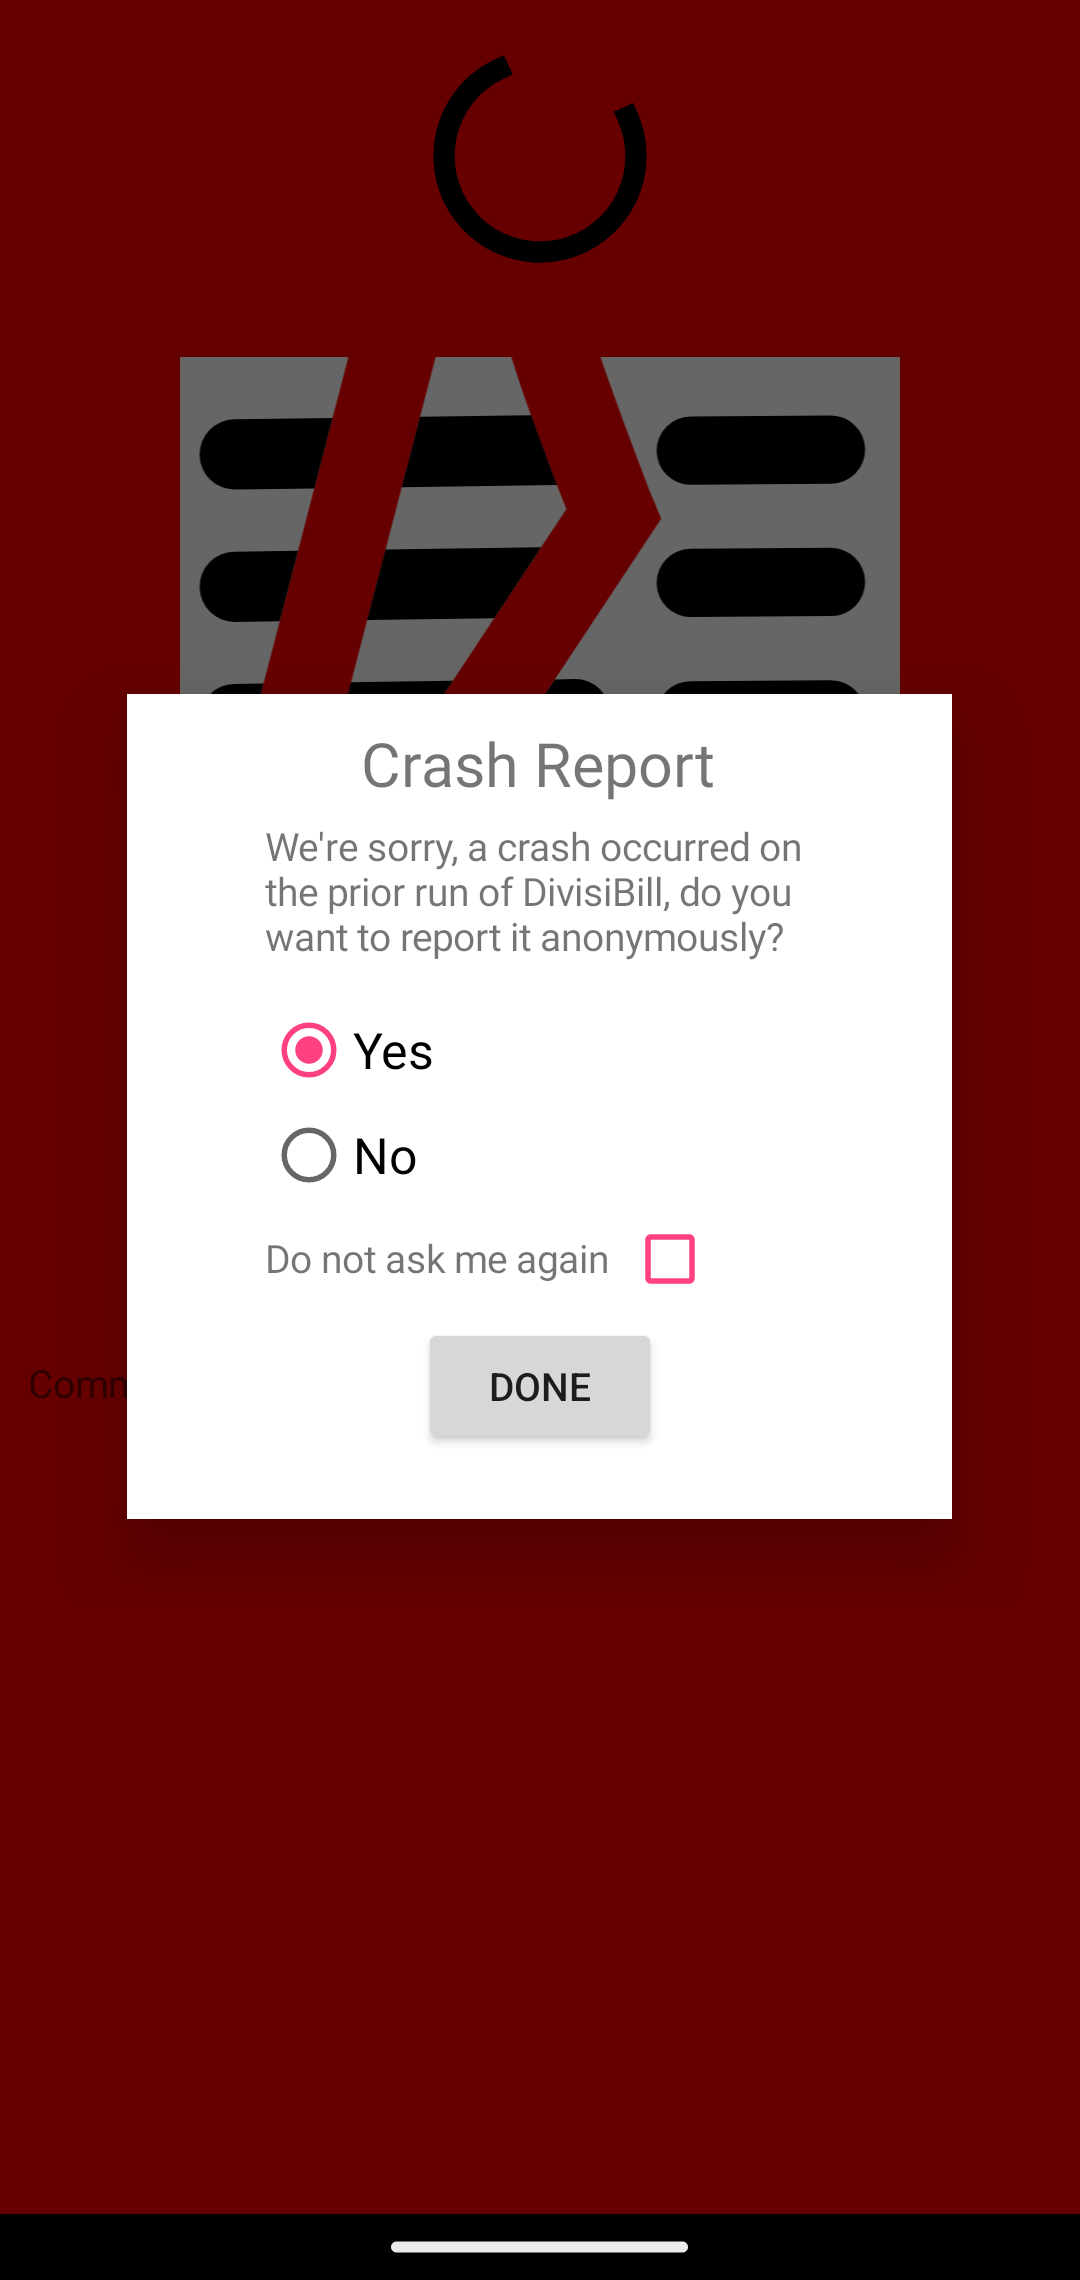 Crash Report
We're sorry, a crash occurred on
the prior run of DivisiBill, do you
want to report it anonymously?
Yes
No
Do not ask me again
DONE